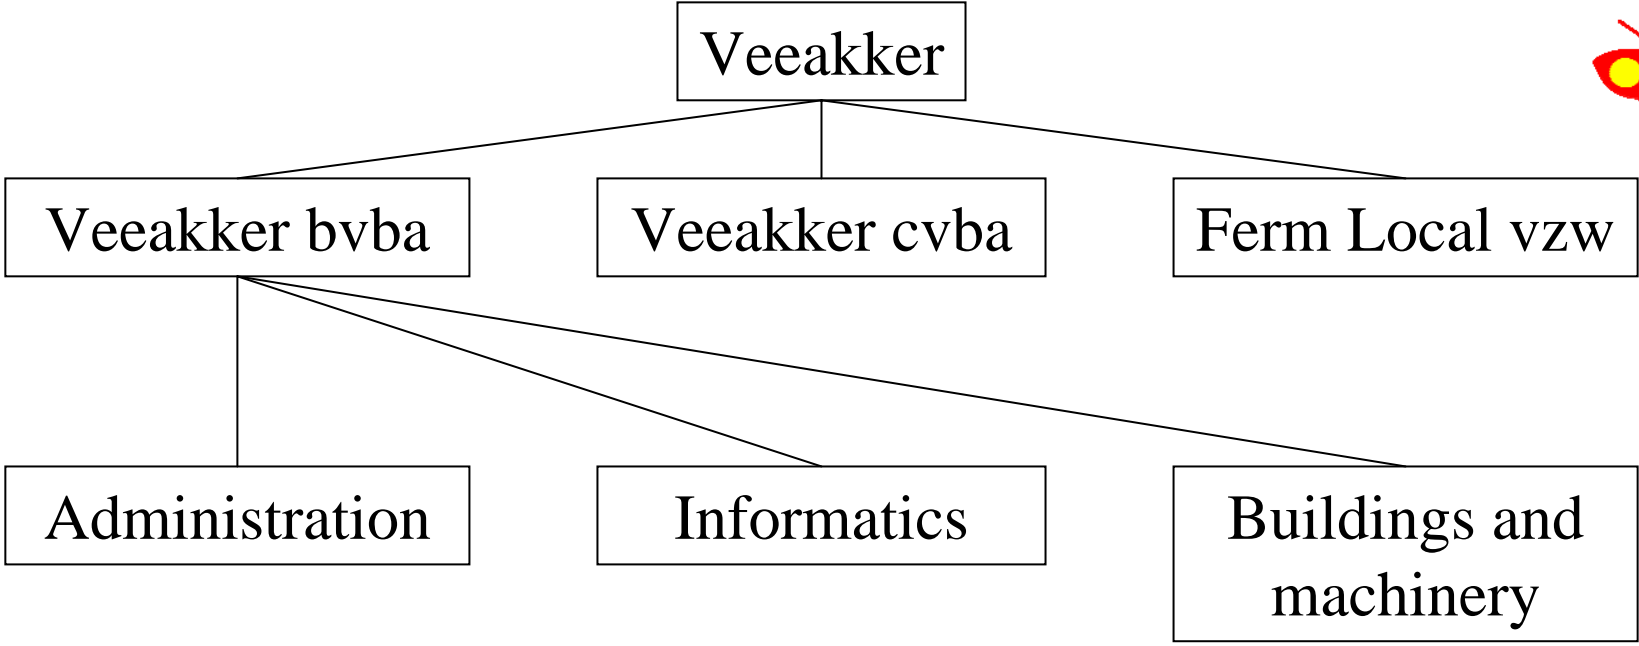 Veeakker
Veeakker bvba
Veeakker cvba
Ferm Local vzw
Administration
Informatics
Buildings and
machinery